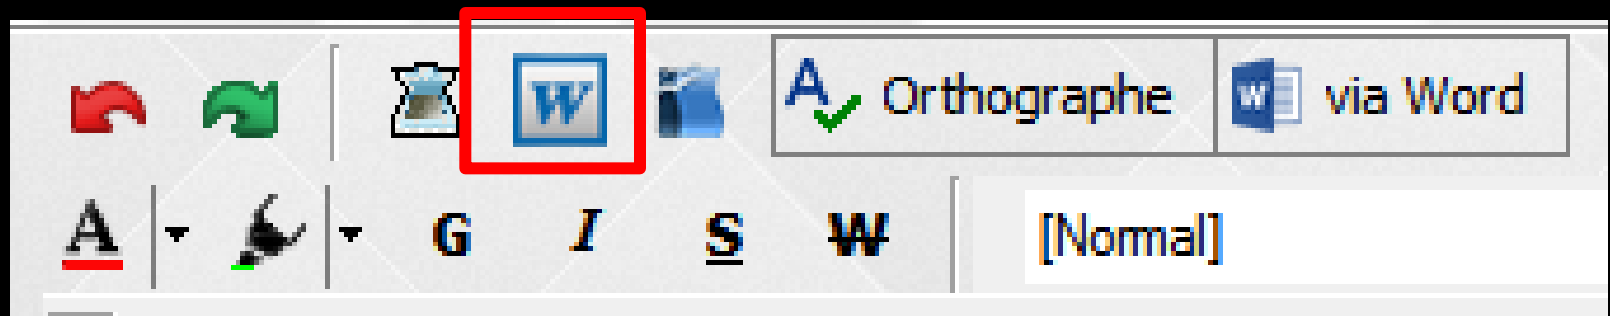 W A Orthographe W via Word
A G I S W [Normal]